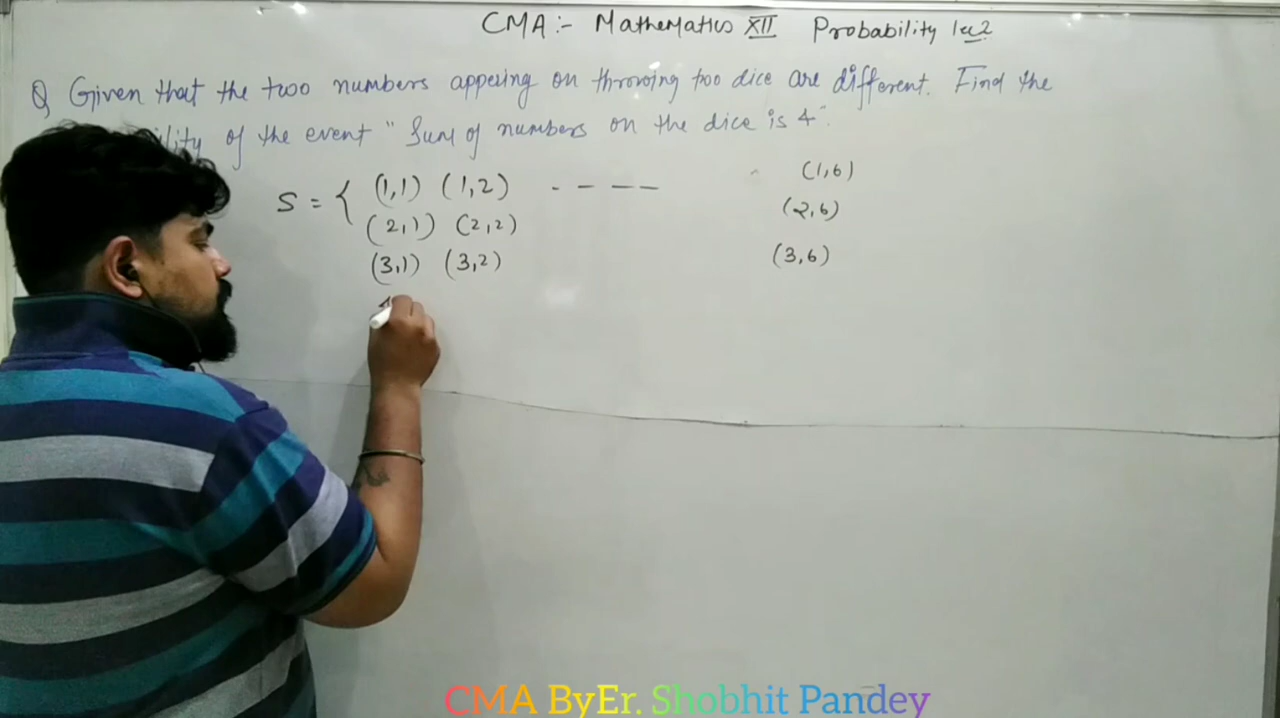 CMA:- Mathematics XII Probability lec2
Q Given that the two numbers appering on throwing two dice are different. Find the
ility of the event "Sum of numbers on the dice is 4".
S = { (1,1) (1,2) - - - - (1,6)
(2,1) (2,2) (2,6)
(3,1) (3,2) (3,6)
CMA ByEr. Shobhit Pandey